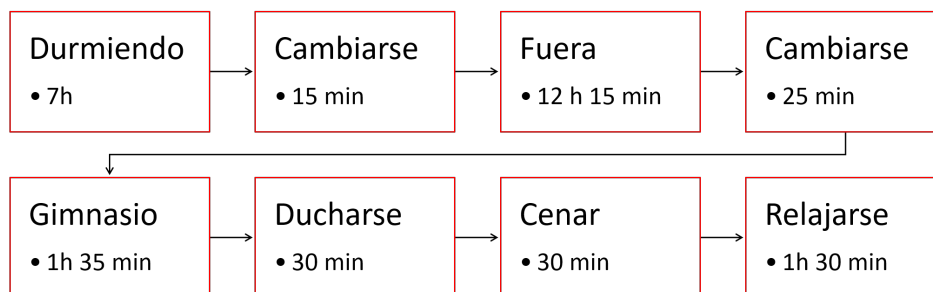 Durmiendo
• 7h
Cambiarse
• 15 min
Fuera
• 12 h 15 min
Cambiarse
• 25 min
Gimnasio
• 1h 35 min
Ducharse
• 30 min
Cenar
• 30 min
Relajarse
• 1h 30 min